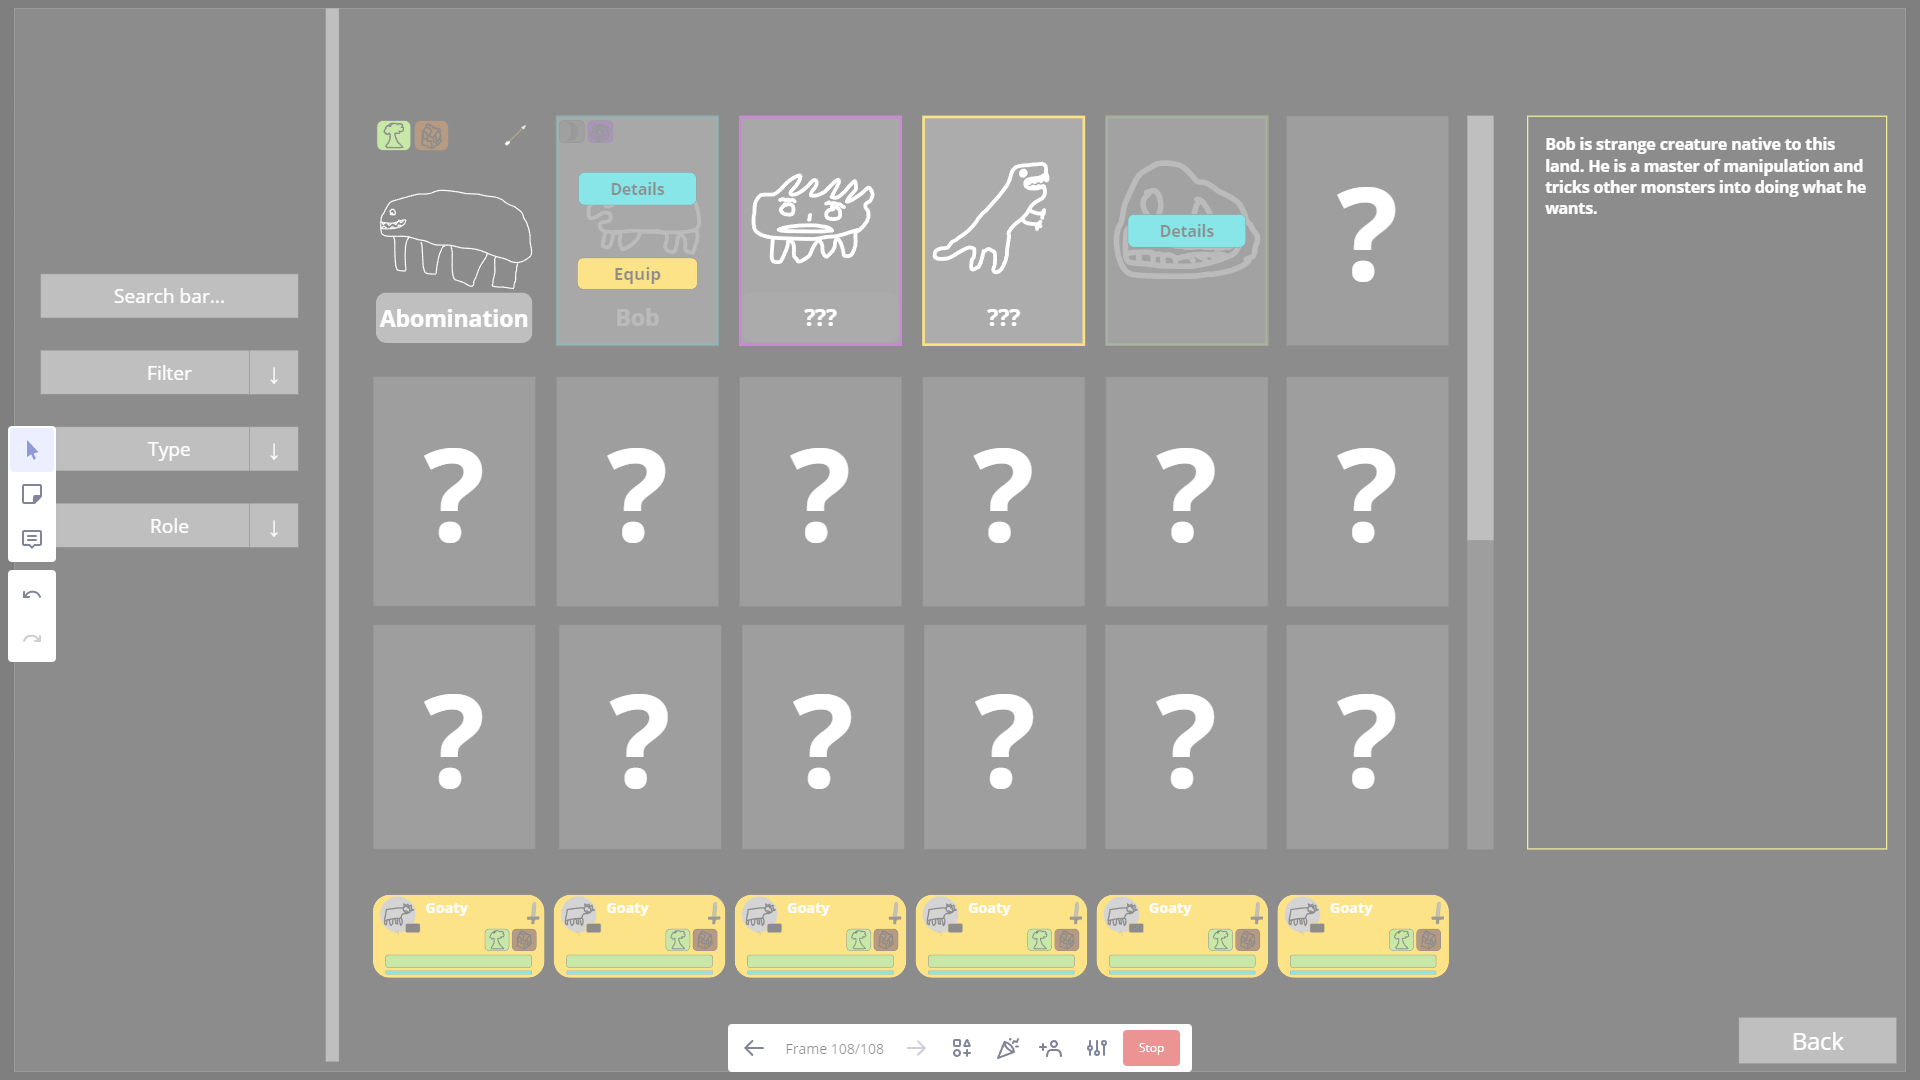 Search bar...
Filter ↓
Type ↓
Role ↓
Abomination
Details
Equip
Bob
???
???
Details
?
? ? ? ? ? ?
? ? ? ? ? ?
Bob is strange creature native to this
land. He is a master of manipulation and
tricks other monsters into doing what he
wants.
Goaty
Goaty
Goaty
Goaty
Goaty
Goaty
Frame 108/108
Stop
Back